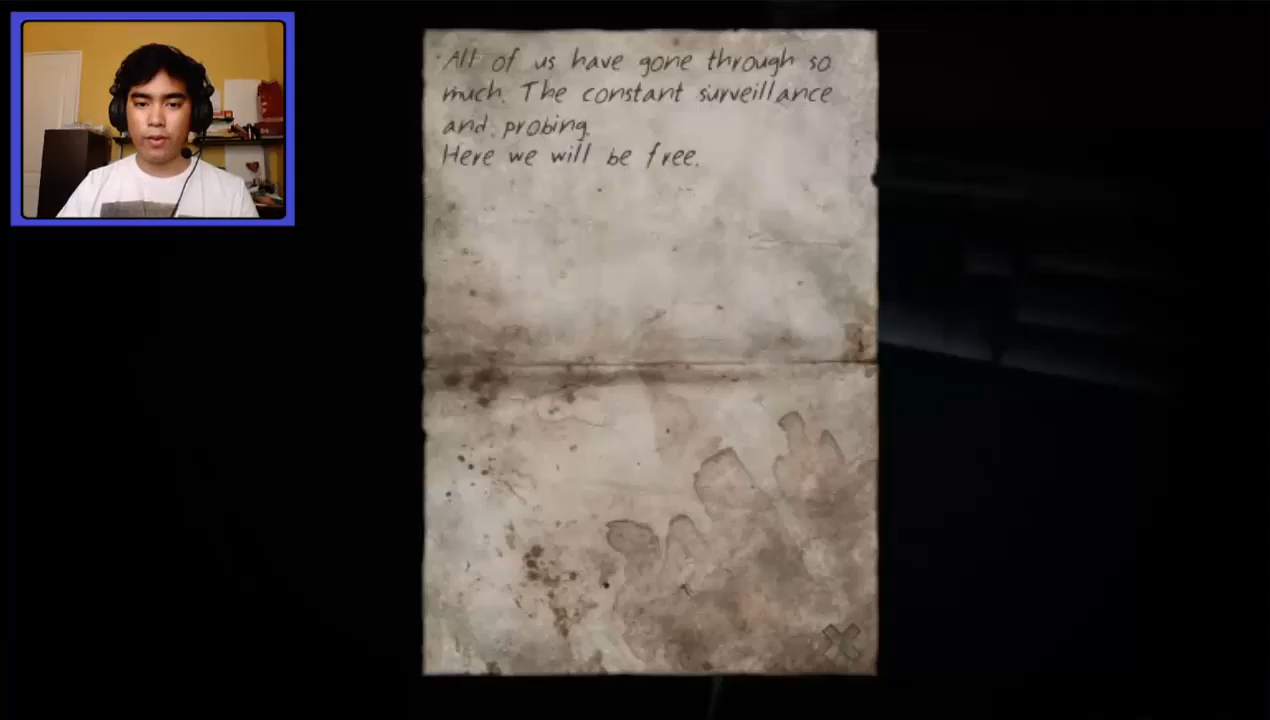 All of us have gone through so
much. The constant surveillance
and probing.
Here we will be free.